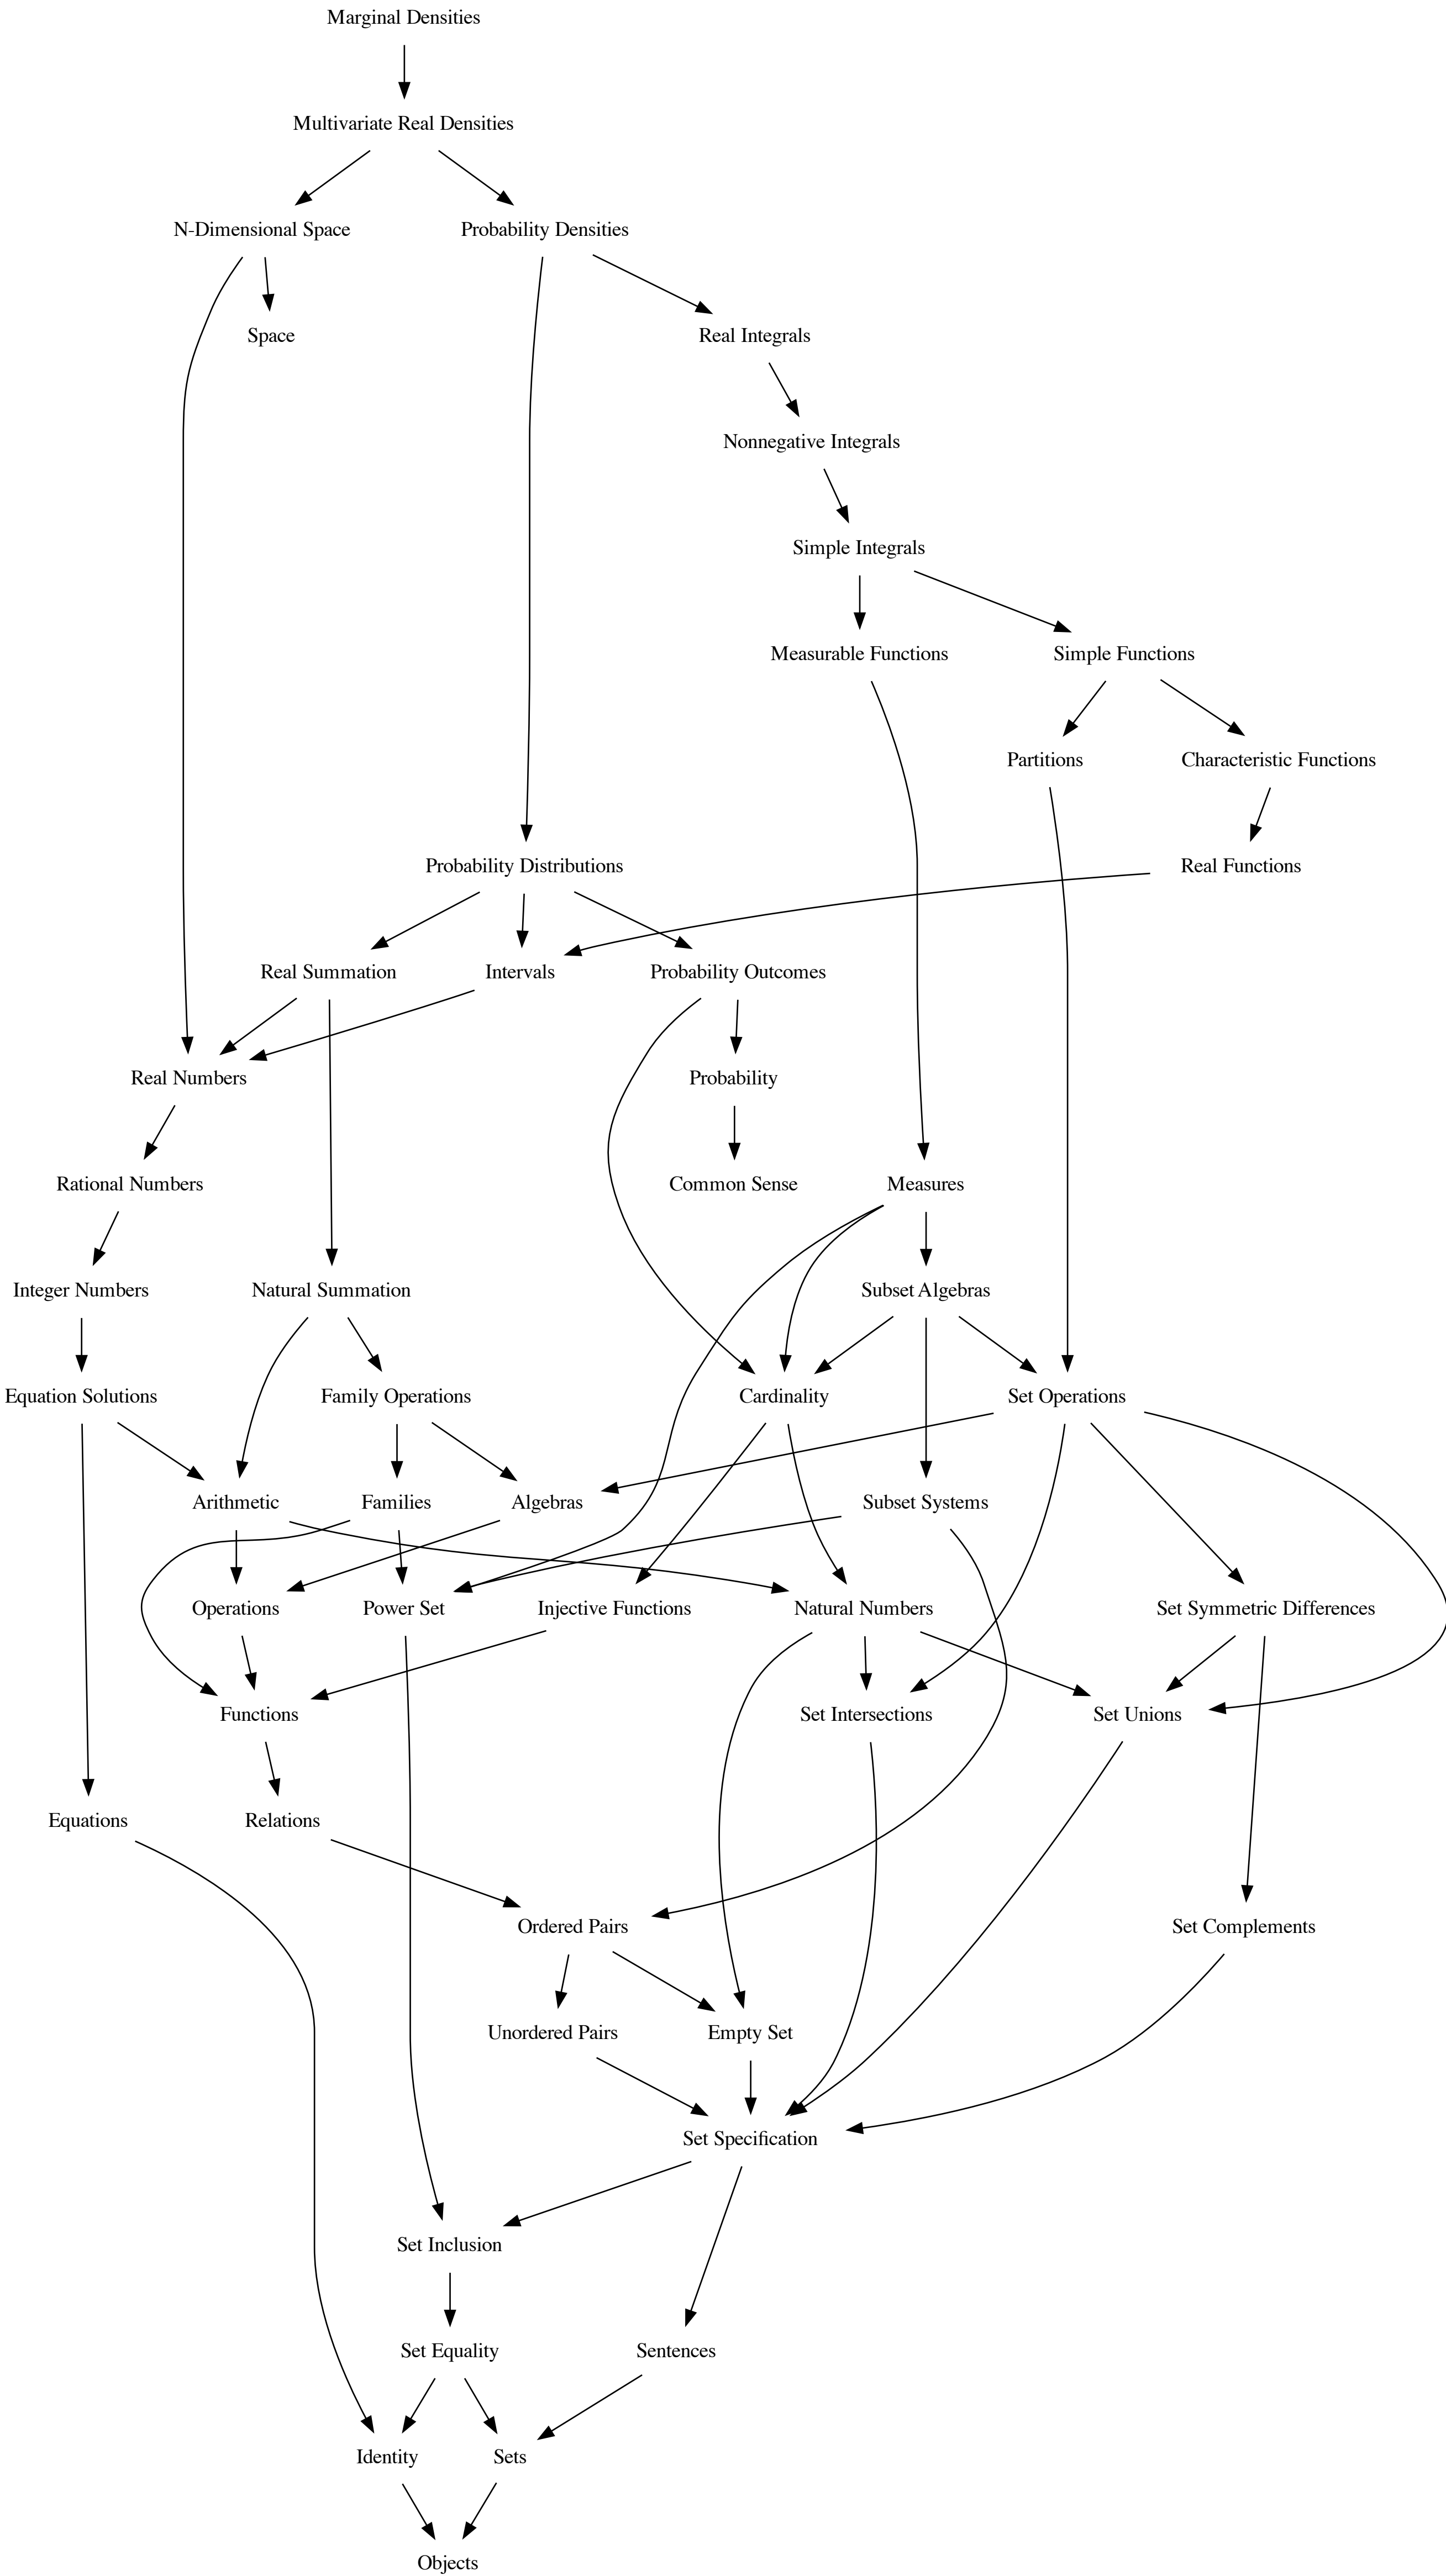 Marginal Densities
Multivariate Real Densities
N-Dimensional Space
Probability Densities
Space
Real Integrals
Nonnegative Integrals
Simple Integrals
Measurable Functions
Simple Functions
Partitions
Characteristic Functions
Probability Distributions
Real Functions
Real Summation
Intervals
Probability Outcomes
Real Numbers
Probability
Rational Numbers
Common Sense
Measures
Integer Numbers
Natural Summation
Subset Algebras
Equation Solutions
Family Operations
Cardinality
Set Operations
Arithmetic
Families
Algebras
Subset Systems
Operations
Power Set
Injective Functions
Natural Numbers
Set Symmetric Differences
Functions
Set Intersections
Set Unions
Equations
Relations
Ordered Pairs
Set Complements
Unordered Pairs
Empty Set
Set Specification
Set Inclusion
Set Equality
Sentences
Identity
Sets
Objects